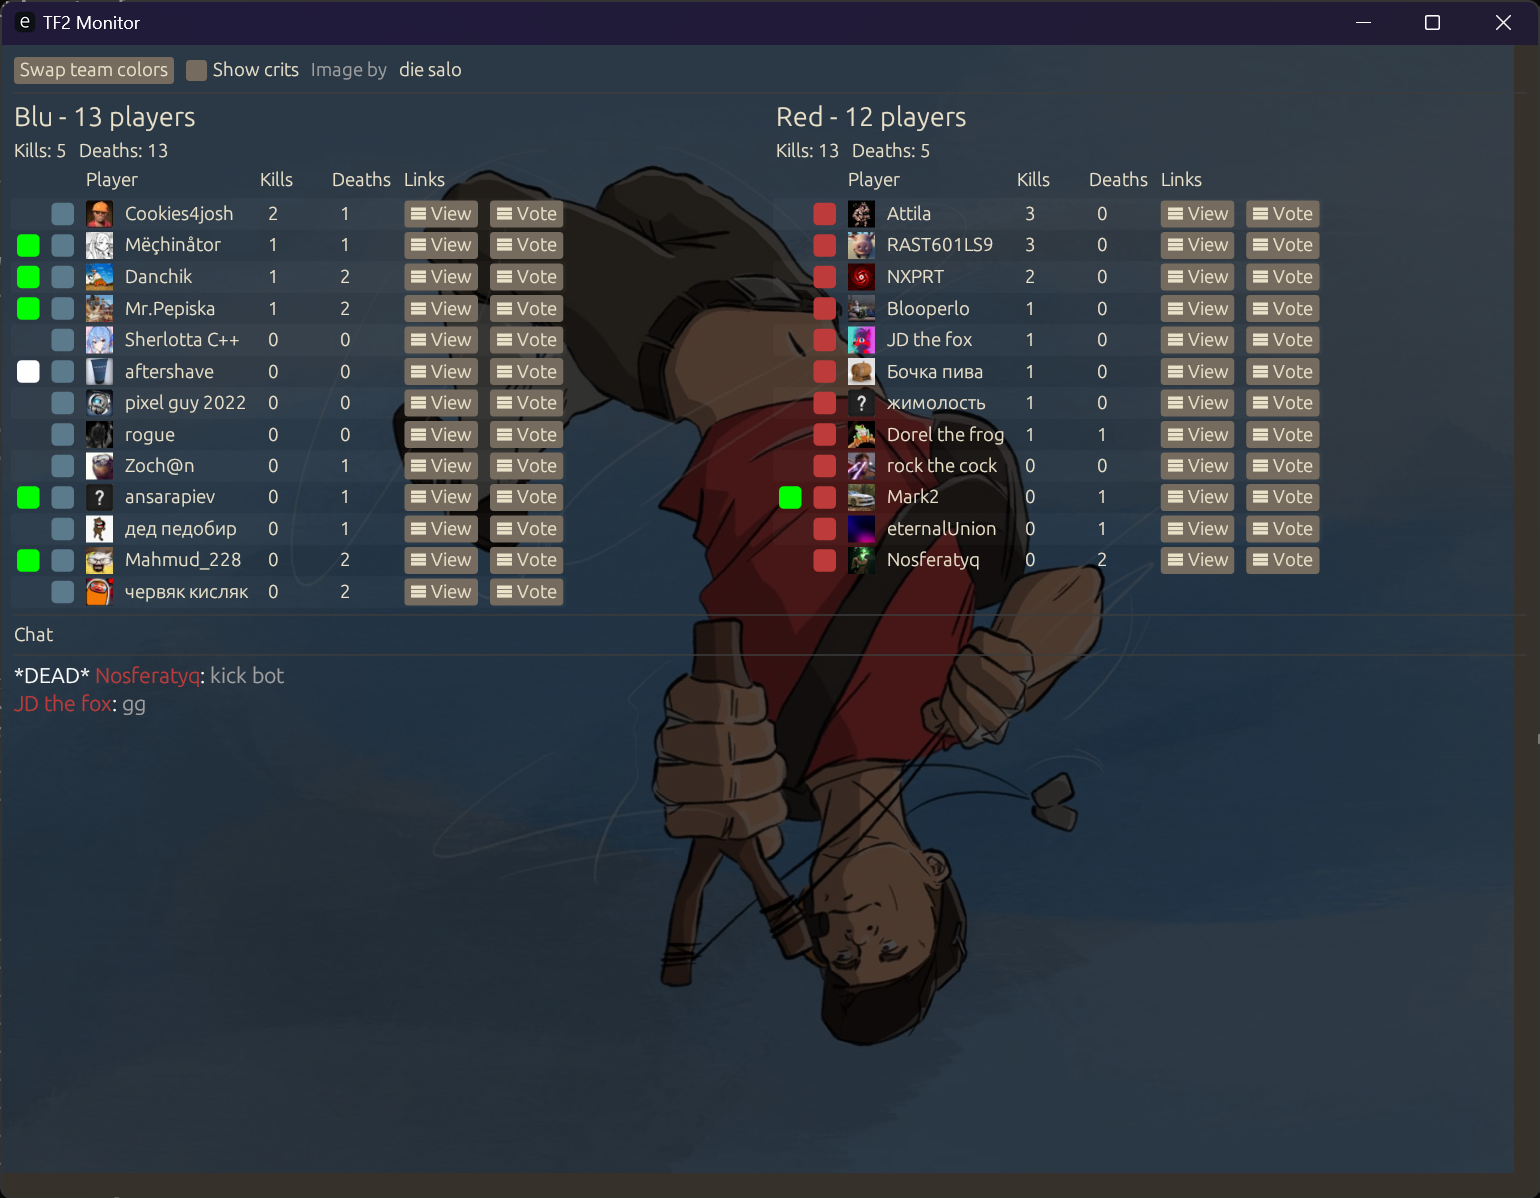 TF2 Monitor
Swap team colors Show crits Image by die salo
Blu - 13 players
Kills: 5 Deaths: 13
Player Kills Deaths Links
Cookies4josh 2 1 View Vote
Mëçhinåtor 1 1 View Vote
Danchik 1 2 View Vote
Mr.Pepiska 1 2 View Vote
Sherlotta C++ 0 0 View Vote
aftershave 0 0 View Vote
pixel guy 2022 0 0 View Vote
rogue 0 0 View Vote
Zoch@n 0 1 View Vote
? ansarapiev 0 1 View Vote
дед педобир 0 1 View Vote
Mahmud_228 0 2 View Vote
червяк кисляк 0 2 View Vote
Red - 12 players
Kills: 13 Deaths: 5
Player Kills Deaths Links
Attila 3 0 View Vote
RAST601LS9 3 0 View Vote
NXPRT 2 0 View Vote
Blooperlo 1 0 View Vote
JD the fox 1 0 View Vote
Бочка пива 1 0 View Vote
? жимолость 1 0 View Vote
Dorel the frog 1 1 View Vote
rock the cock 0 0 View Vote
Mark2 0 1 View Vote
eternalUnion 0 1 View Vote
Nosferatyq 0 2 View Vote
Chat
*DEAD* Nosferatyq: kick bot
JD the fox: gg